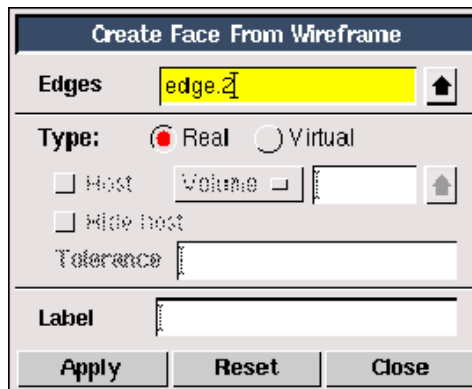 Create Face From Wireframe
Edges edge.2
Type: Real Virtual
Host Volume
Hide host
Tolerance
Label
Apply Reset Close